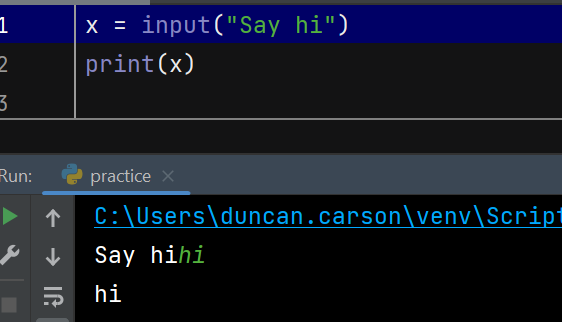 1 x = input("Say hi")
2 print(x)
3
Run: practice
C:\Users\duncan.carson\venv\Script
Say hihi
hi